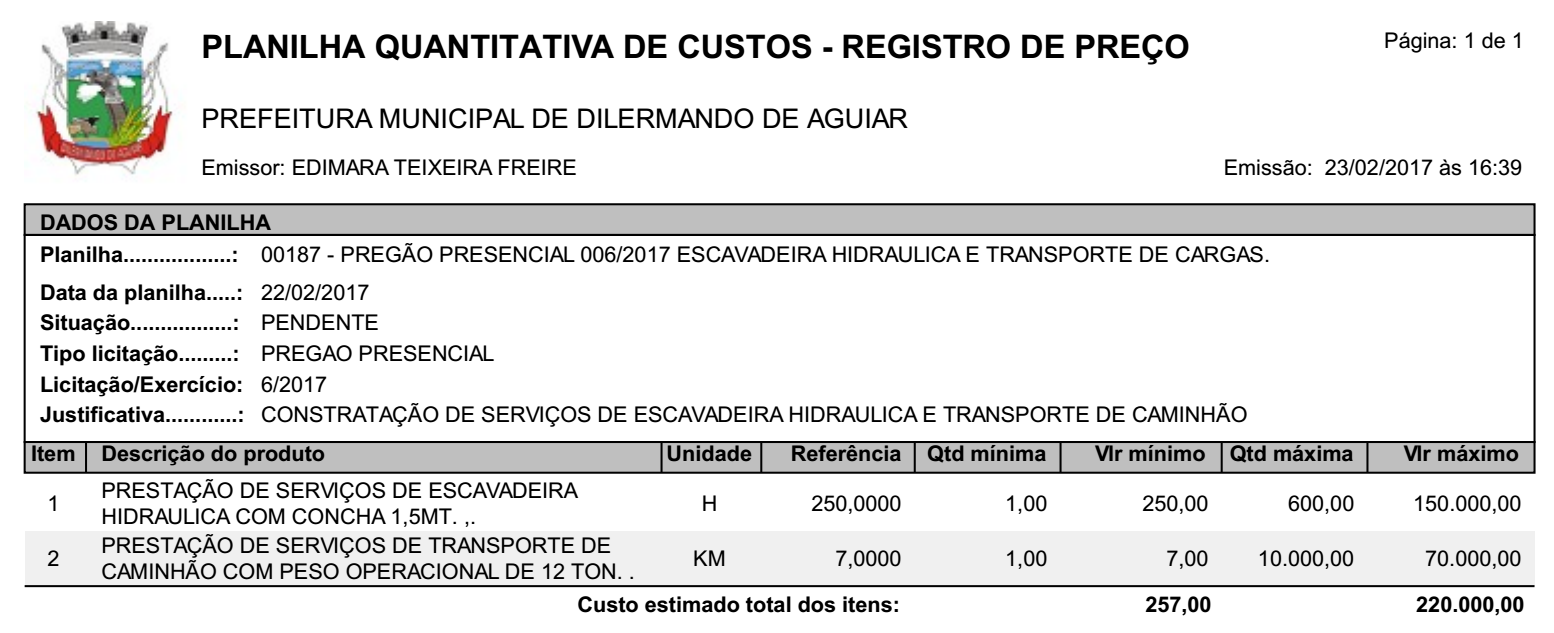 PLANILHA QUANTITATIVA DE CUSTOS - REGISTRO DE PREÇO
Página: 1 de 1
PREFEITURA MUNICIPAL DE DILERMANDO DE AGUIAR
Emissor: EDIMARA TEIXEIRA FREIRE
Emissão: 23/02/2017 às 16:39
DADOS DA PLANILHA
Planilha..................: 00187 - PREGÃO PRESENCIAL 006/2017 ESCAVADEIRA HIDRAULICA E TRANSPORTE DE CARGAS.
Data da planilha.....: 22/02/2017
Situação.................: PENDENTE
Tipo licitação.........: PREGAO PRESENCIAL
Licitação/Exercício: 6/2017
Justificativa............: CONSTRATAÇÃO DE SERVIÇOS DE ESCAVADEIRA HIDRAULICA E TRANSPORTE DE CAMINHÃO
Item Descrição do produto Unidade Referência Qtd mínima Vlr mínimo Qtd máxima Vlr máximo
1 PRESTAÇÃO DE SERVIÇOS DE ESCAVADEIRA
HIDRAULICA COM CONCHA 1,5MT. ,. H 250,0000 1,00 250,00 600,00 150.000,00
2 PRESTAÇÃO DE SERVIÇOS DE TRANSPORTE DE
CAMINHÃO COM PESO OPERACIONAL DE 12 TON. . KM 7,0000 1,00 7,00 10.000,00 70.000,00
Custo estimado total dos itens: 257,00 220.000,00